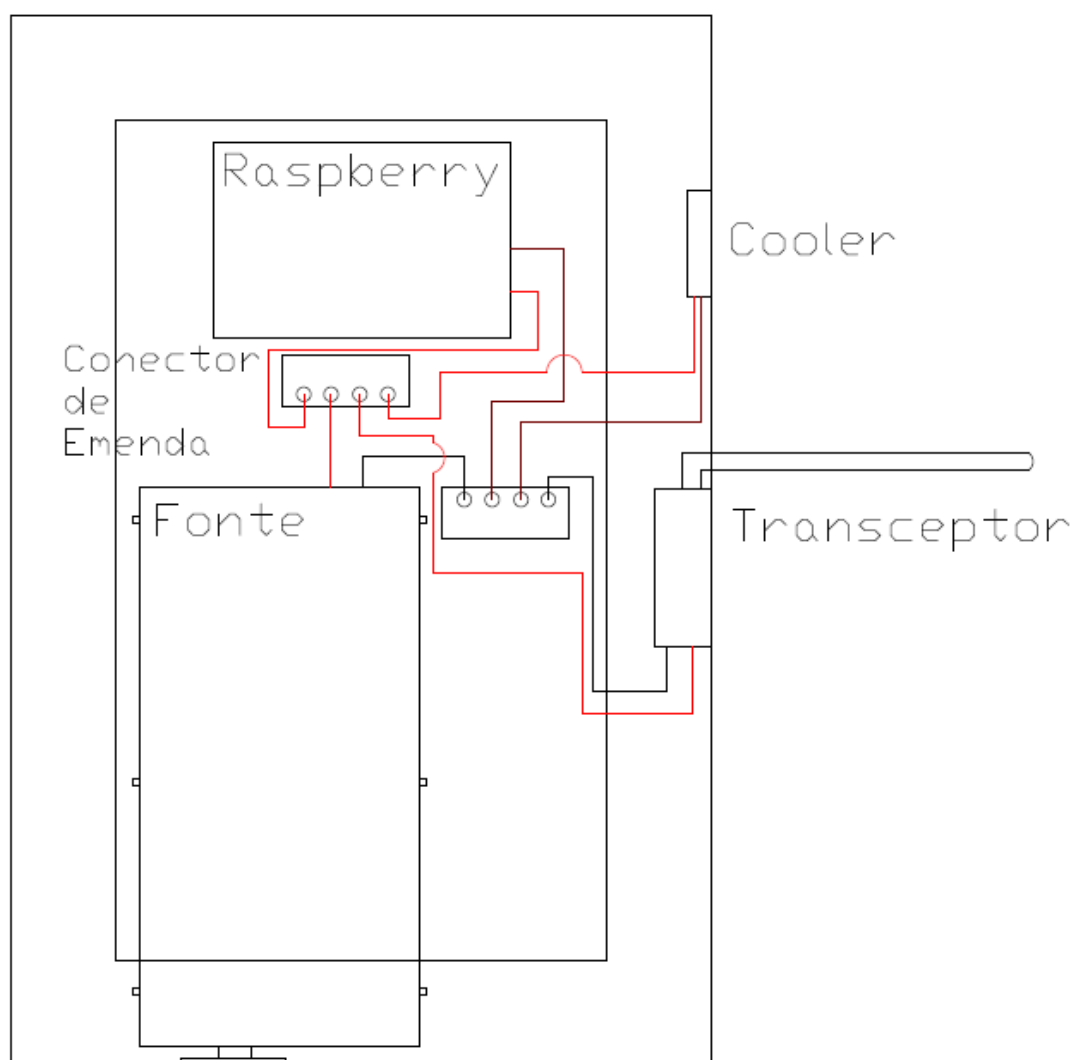 Raspberry
Cooler
Conector
de
Emenda
Fonte
Transceptor